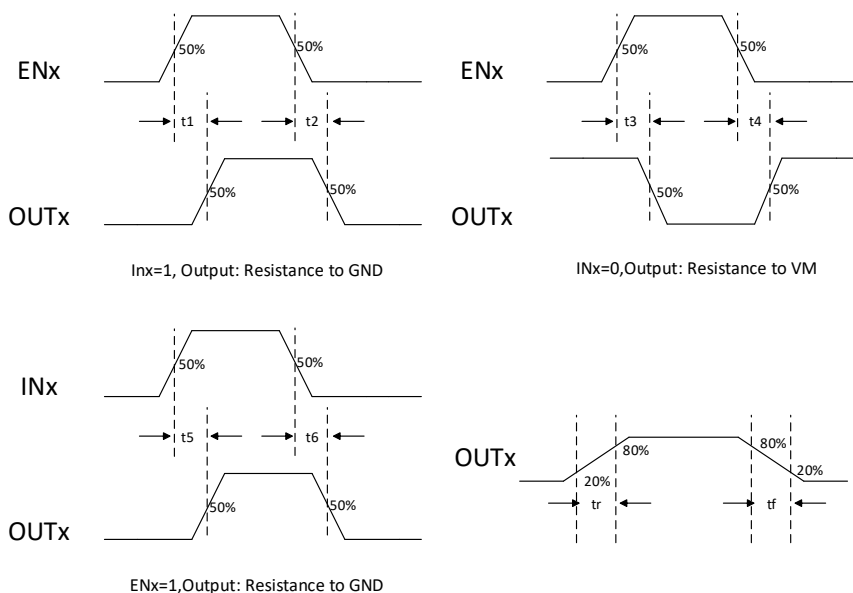 ENx
50%
50%
t1
t2
50%
50%
OUTx
Inx=1, Output: Resistance to GND
ENx
50%
50%
t3
t4
50%
50%
OUTx
INx=0,Output: Resistance to VM
INx
50%
50%
t5
t6
50%
50%
OUTx
ENx=1,Output: Resistance to GND
OUTx
80%
20%
80%
20%
tr
tf